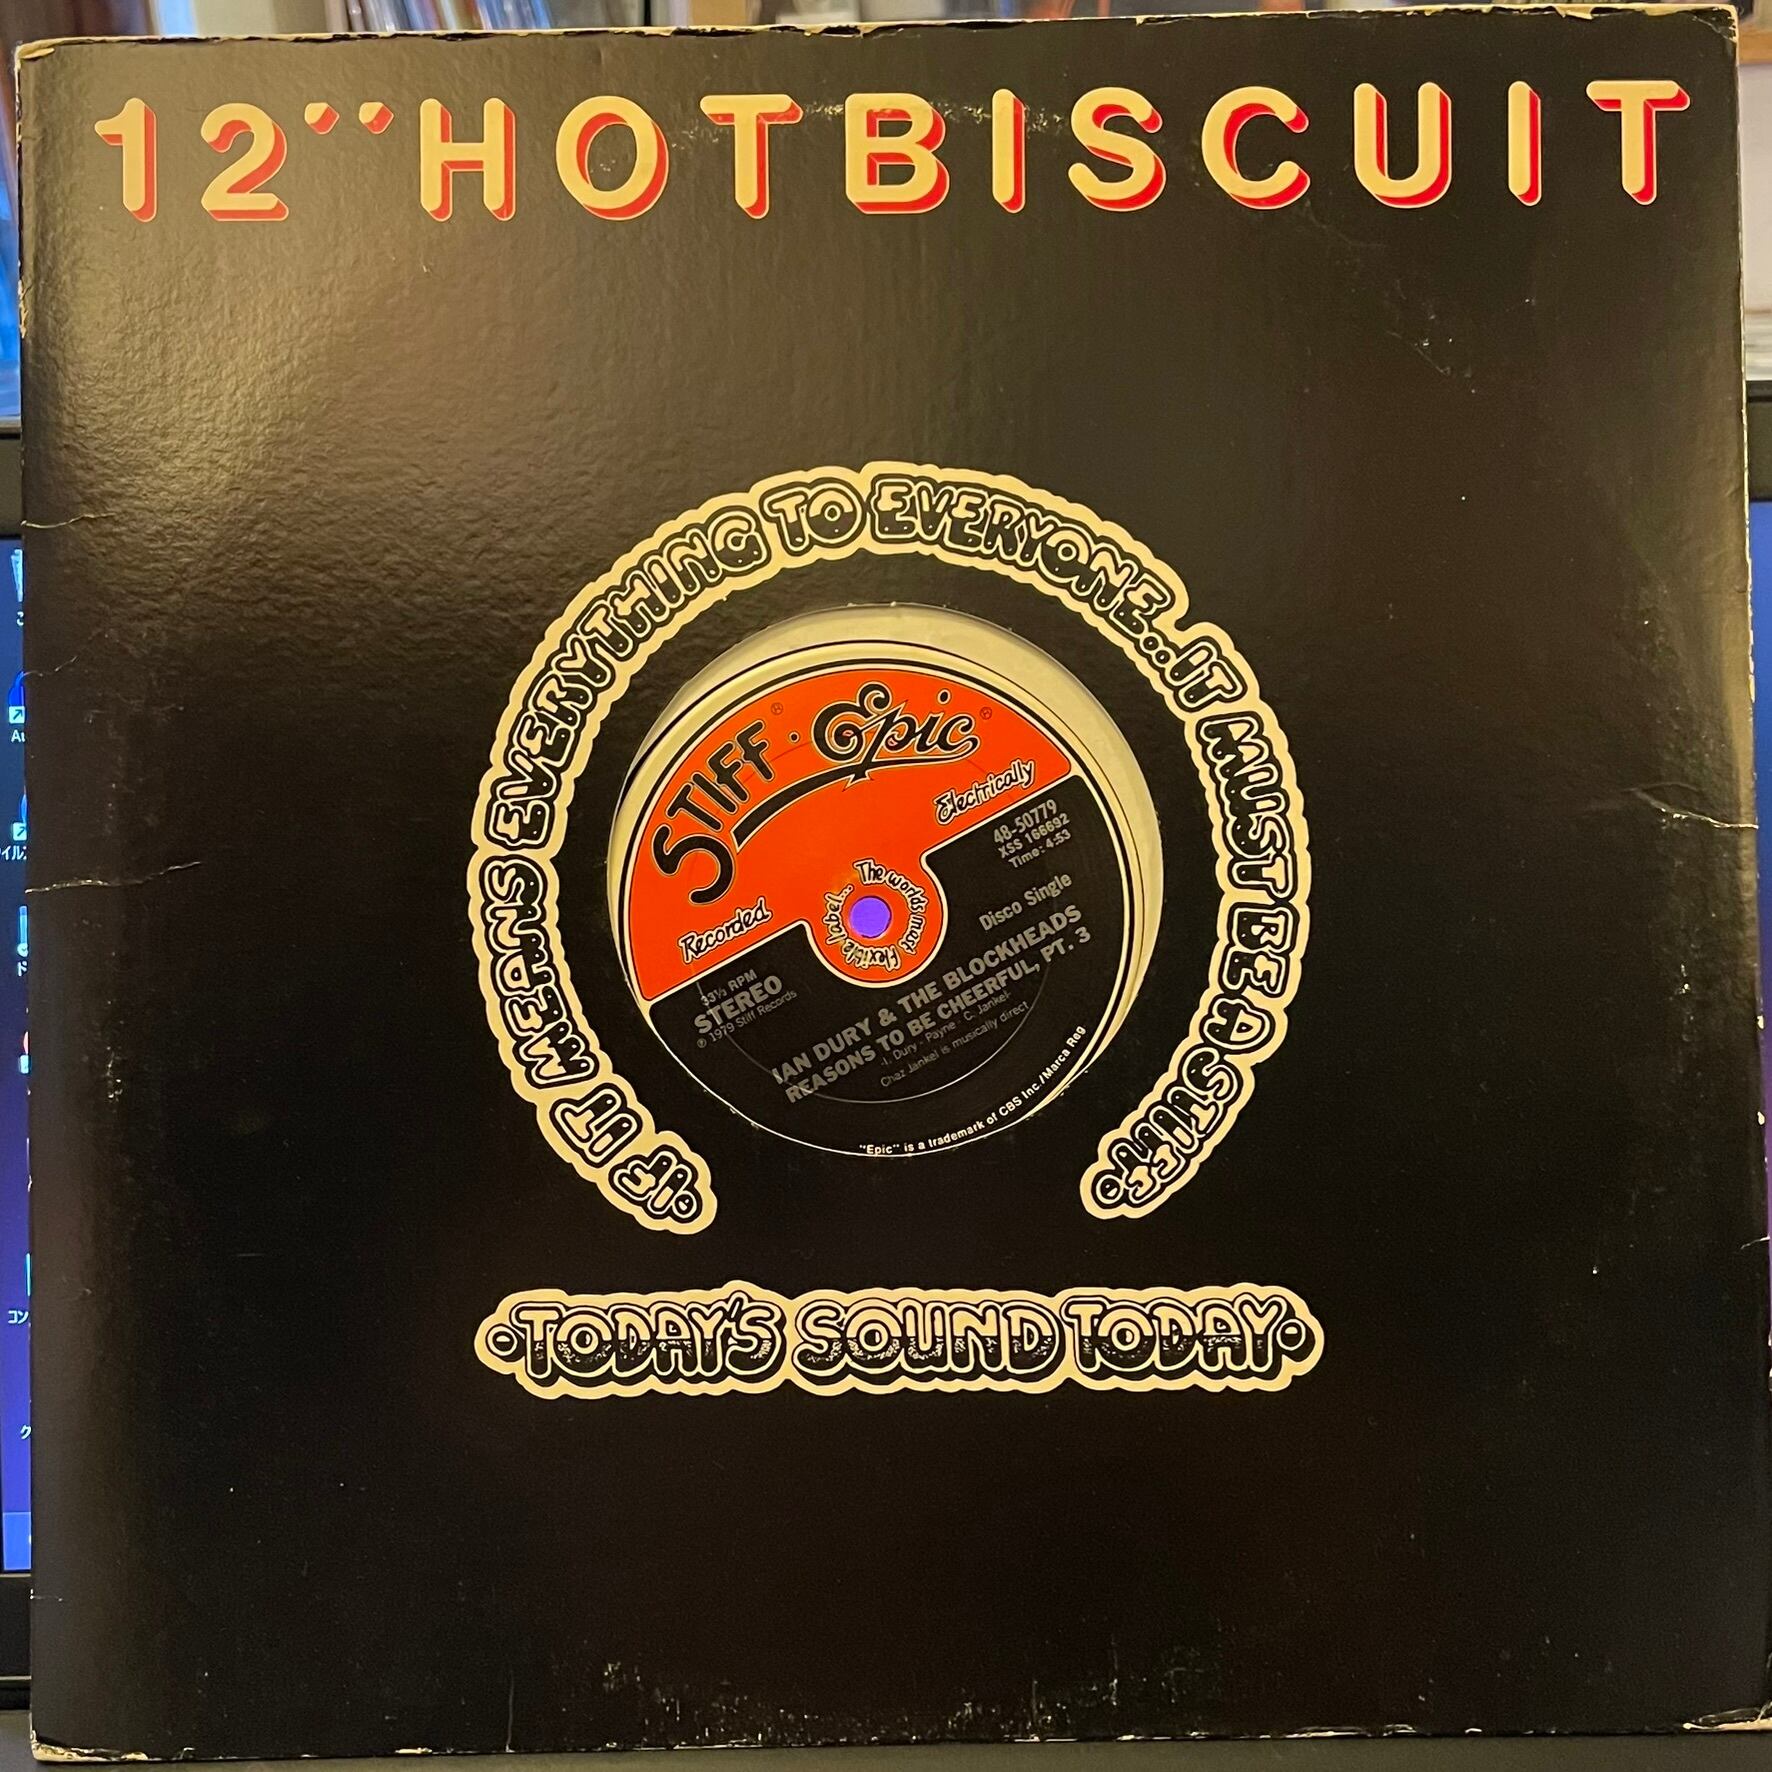 12" HOT BISCUIT
·IF IT MEANS EVERYTHING TO EVERYONE... IT MUST BE A STIFF·
STIFF® · Epic®
Electrically
Recorded
48-50779
XSS 166692
Time: 4:53
The worlds most flexible label...
Disco Single
33⅓ RPM
STEREO
℗ 1979 Stiff Records
IAN DURY & THE BLOCKHEADS
REASONS TO BE CHEERFUL, PT. 3
-I. Dury - Payne - C. Jankel-
Chaz Jankel is musically direct
"Epic" is a trademark of CBS Inc./Marca Reg
·TODAY'S SOUND TODAY·